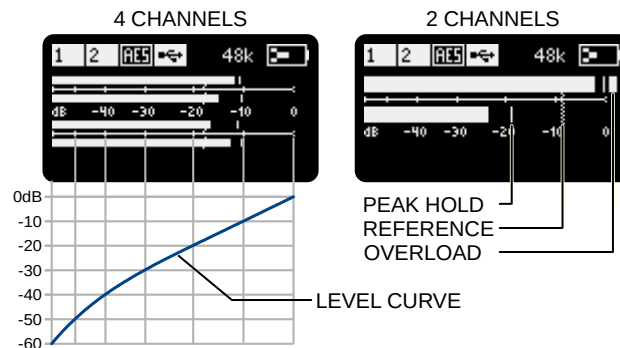 4 CHANNELS
2 CHANNELS
1 2 AES 48k
dB -40 -30 -20 -10 0
1 2 AES 48k
dB -40 -30 -20 -10 0
PEAK HOLD
REFERENCE
OVERLOAD
LEVEL CURVE
0dB
-10
-20
-30
-40
-50
-60